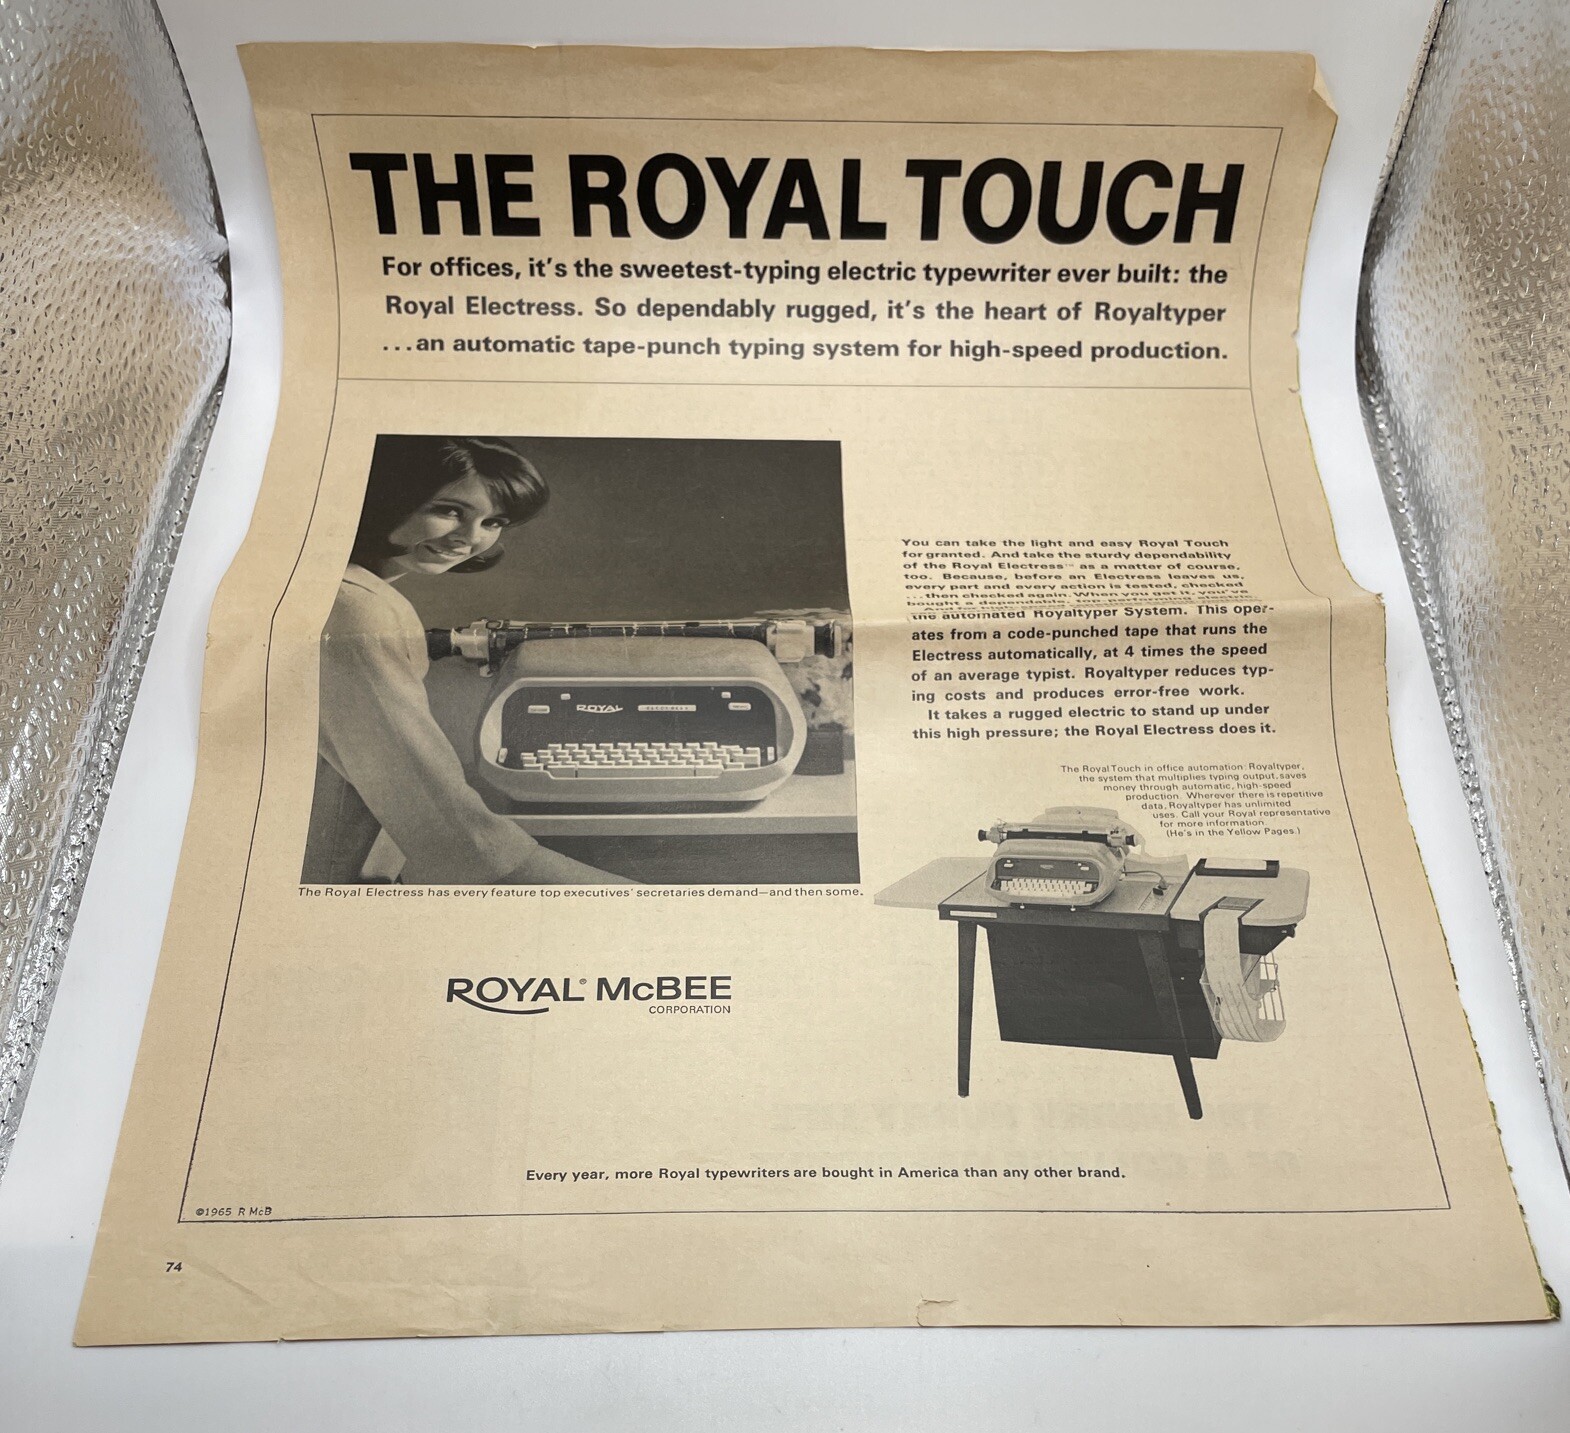 THE ROYAL TOUCH
For offices, it's the sweetest-typing electric typewriter ever built: the
Royal Electress. So dependably rugged, it's the heart of Royaltyper
...an automatic tape-punch typing system for high-speed production.
ROYAL
You can take the light and easy Royal Touch
for granted. And take the sturdy dependability
of the Royal Electress™ as a matter of course,
too. Because, before an Electress leaves us,
every part and every action is tested, checked
...then checked again. When you get it, you've
bought a dependable, top-performing electric.
the automated Royaltyper System. This oper-
ates from a code-punched tape that runs the
Electress automatically, at 4 times the speed
of an average typist. Royaltyper reduces typ-
ing costs and produces error-free work.
It takes a rugged electric to stand up under
this high pressure; the Royal Electress does it.
The Royal Touch in office automation: Royaltyper,
the system that multiplies typing output, saves
money through automatic, high-speed
production. Wherever there is repetitive
data, Royaltyper has unlimited
uses. Call your Royal representative
for more information.
(He's in the Yellow Pages.)
The Royal Electress has every feature top executives' secretaries demand—and then some.
ROYAL® McBEE
CORPORATION
Every year, more Royal typewriters are bought in America than any other brand.
©1965 R McB
74